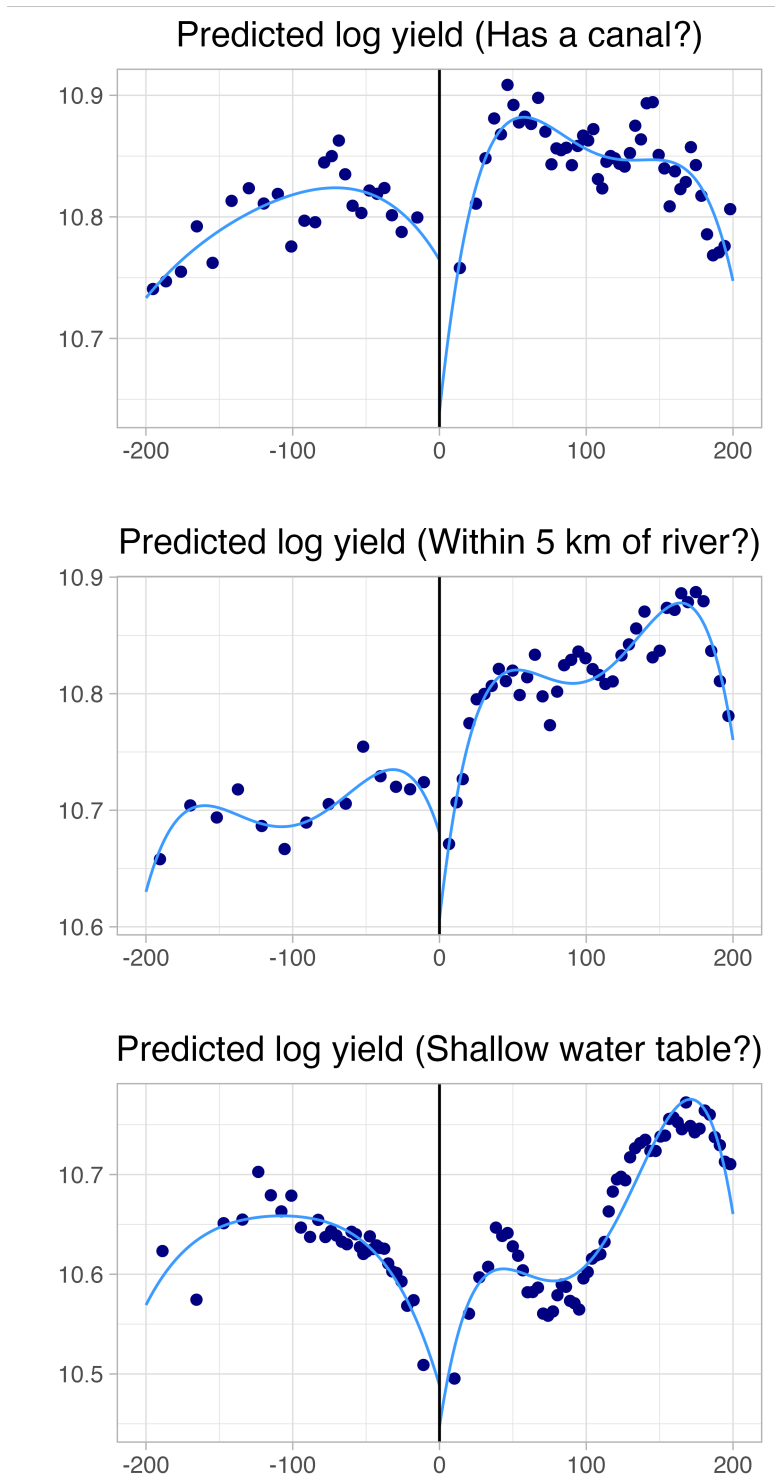 Predicted log yield (Has a canal?)
10.9
10.8
10.7
-200 -100 0 100 200
Predicted log yield (Within 5 km of river?)
10.9
10.8
10.7
10.6
-200 -100 0 100 200
Predicted log yield (Shallow water table?)
10.7
10.6
10.5
-200 -100 0 100 200